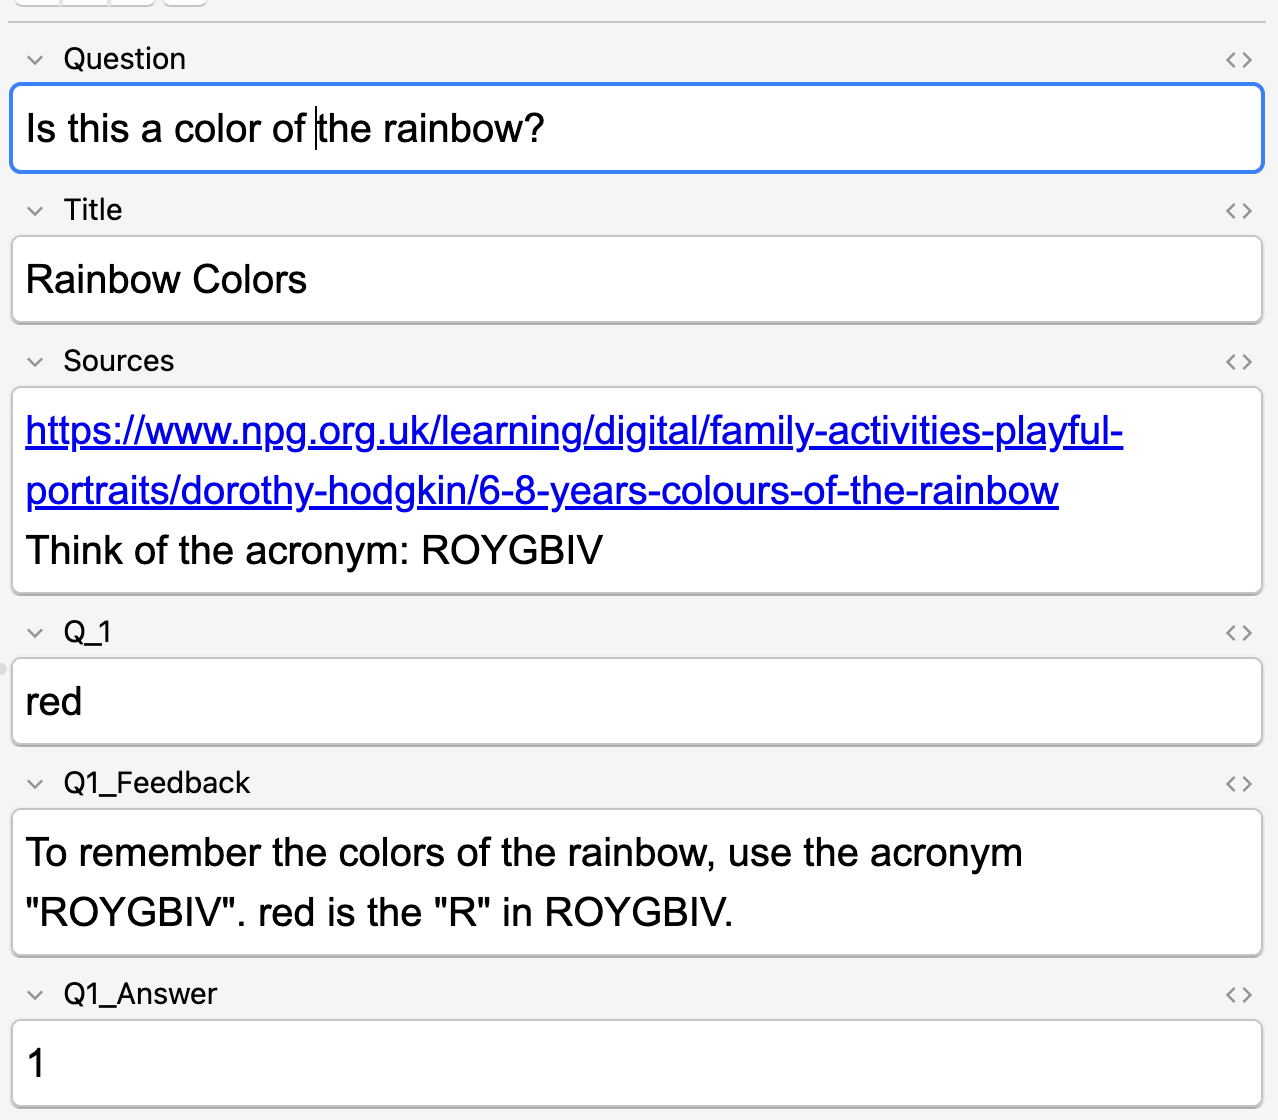 Question
Is this a color of the rainbow?
Title
Rainbow Colors
Sources
https://www.npg.org.uk/learning/digital/family-activities-playful-
portraits/dorothy-hodgkin/6-8-years-colours-of-the-rainbow
Think of the acronym: ROYGBIV
Q_1
red
Q1_Feedback
To remember the colors of the rainbow, use the acronym
"ROYGBIV". red is the "R" in ROYGBIV.
Q1_Answer
1